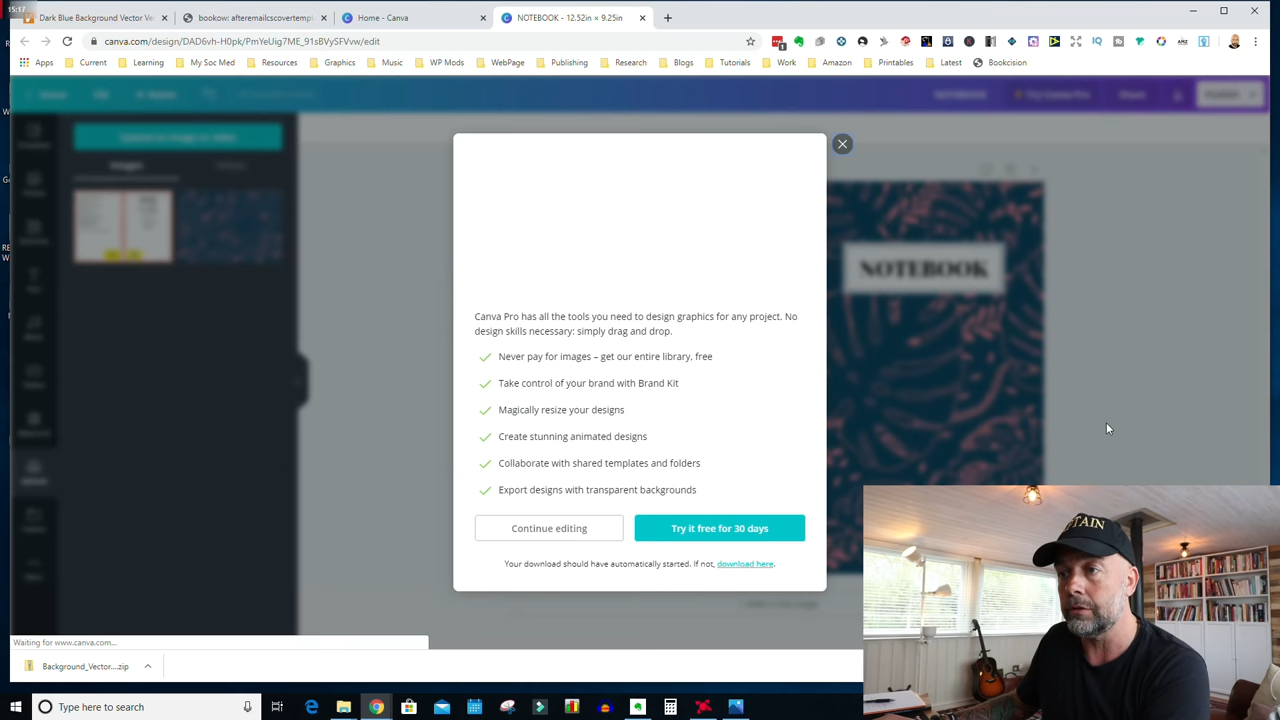 15:17
Dark Blue Background Vector Ve
bookow: afteremailcscovertempl
Home - Canva
NOTEBOOK - 12.52in × 9.25in
canva.com/design/DAD6vh-H0pk/PmYeUig7ME_91sBVySFVvw/edit
Apps
Current
Learning
My Soc Med
Resources
Graphics
Music
WP Mods
WebPage
Publishing
Research
Blogs
Tutorials
Work
Amazon
Printables
Latest
Bookcision
Images
NOTEBOOK
Canva Pro has all the tools you need to design graphics for any project. No
design skills necessary: simply drag and drop.
Never pay for images – get our entire library, free
Take control of your brand with Brand Kit
Magically resize your designs
Create stunning animated designs
Collaborate with shared templates and folders
Export designs with transparent backgrounds
Continue editing
Try it free for 30 days
Your download should have automatically started. If not, download here.
Waiting for www.canva.com...
Background_Vector....zip
Type here to search